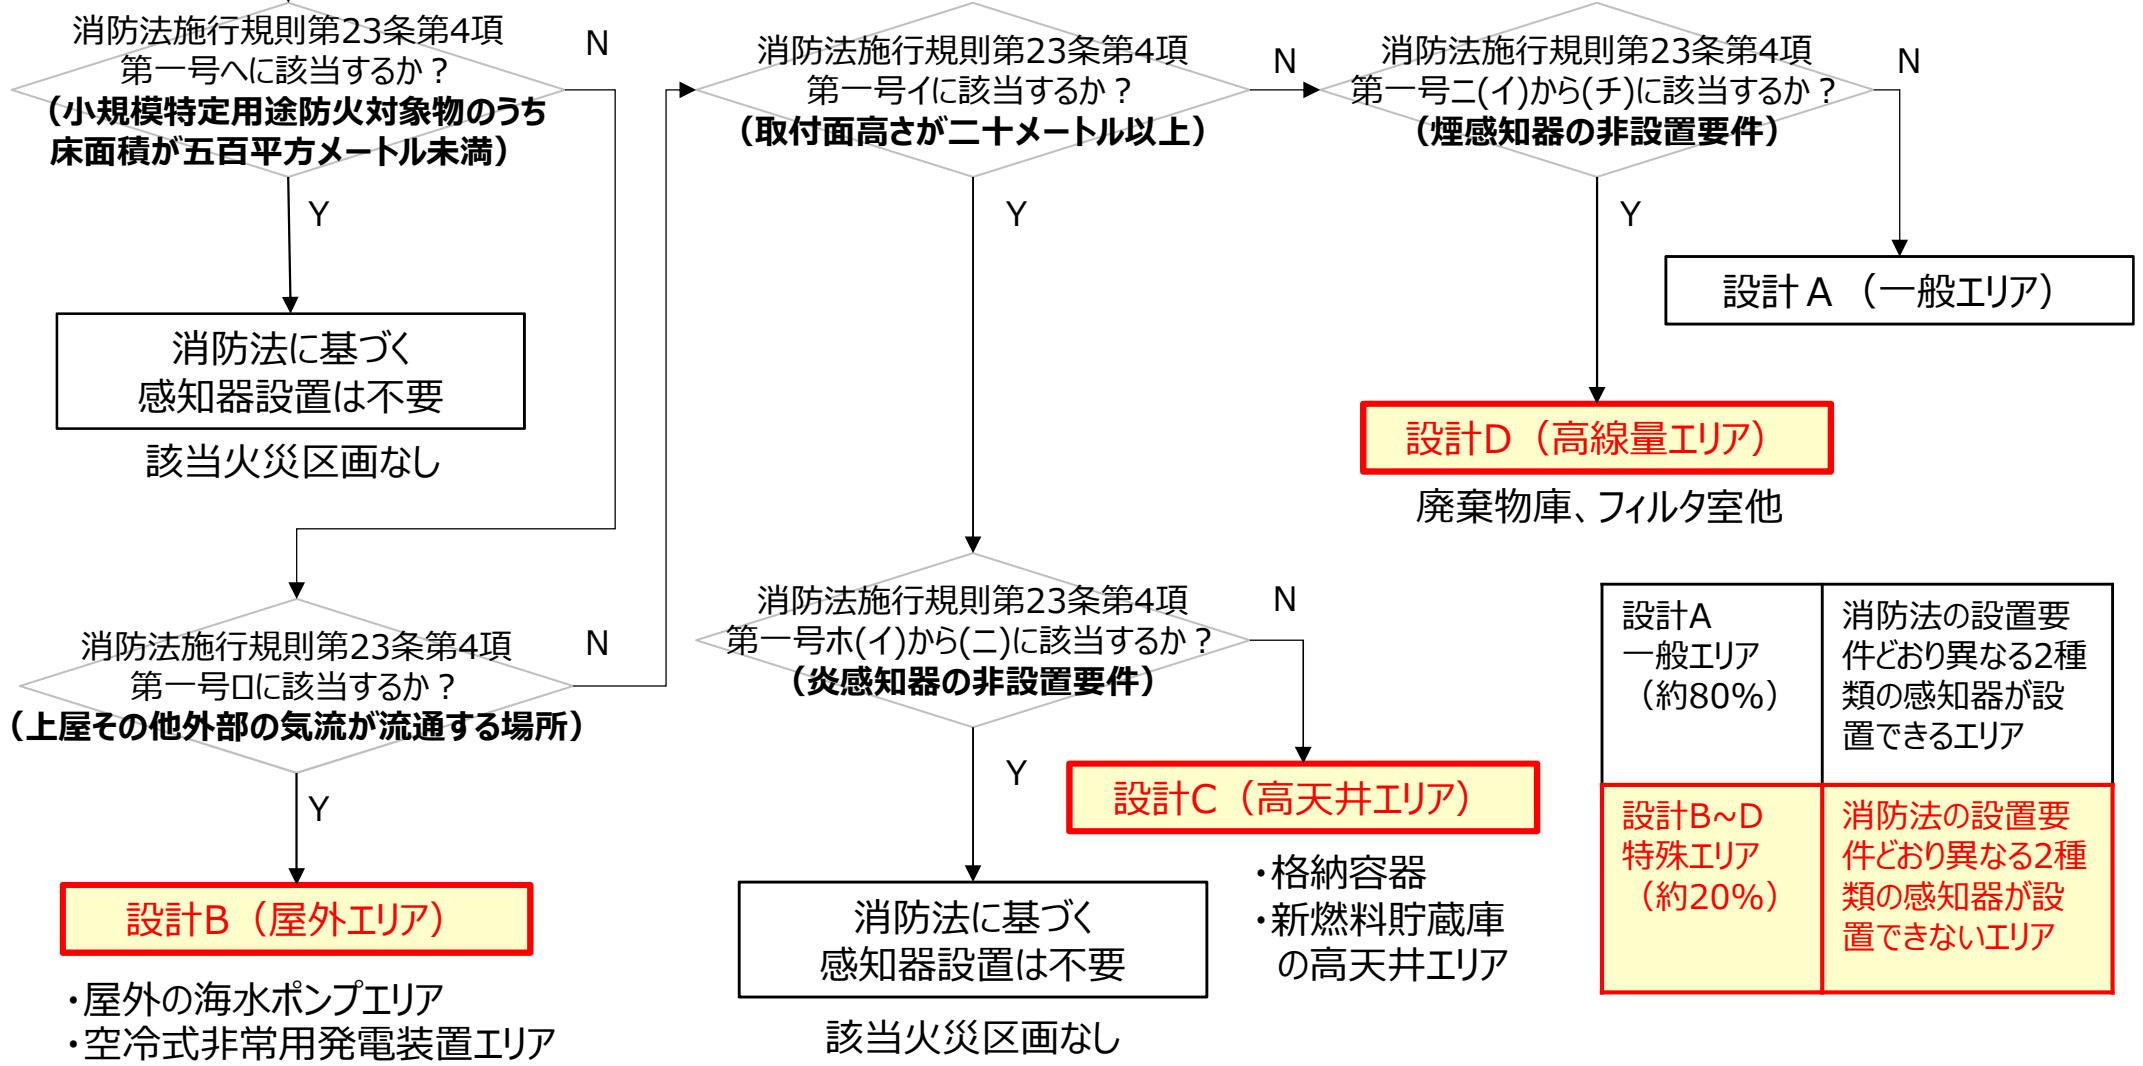 消防法施行規則第23条第4項
第一号ヘに該当するか？
（小規模特定用途防火対象物のうち
床面積が五百平方メートル未満）
N
Y
消防法に基づく
感知器設置は不要
該当火災区画なし
消防法施行規則第23条第4項
第一号ロに該当するか？
（上屋その他外部の気流が流通する場所）
N
Y
設計B（屋外エリア）
・屋外の海水ポンプエリア
・空冷式非常用発電装置エリア
消防法施行規則第23条第4項
第一号イに該当するか？
（取付面高さが二十メートル以上）
N
Y
消防法施行規則第23条第4項
第一号ホ(イ)から(ニ)に該当するか？
（炎感知器の非設置要件）
N
Y
消防法に基づく
感知器設置は不要
該当火災区画なし
設計C（高天井エリア）
・格納容器
・新燃料貯蔵庫
の高天井エリア
消防法施行規則第23条第4項
第一号ニ(イ)から(チ)に該当するか？
（煙感知器の非設置要件）
N
Y
設計A（一般エリア）
設計D（高線量エリア）
廃棄物庫、フィルタ室他
設計A
一般エリア
（約80%）
消防法の設置要
件どおり異なる2種
類の感知器が設
置できるエリア
設計B~D
特殊エリア
（約20%）
消防法の設置要
件どおり異なる2種
類の感知器が設
置できないエリア